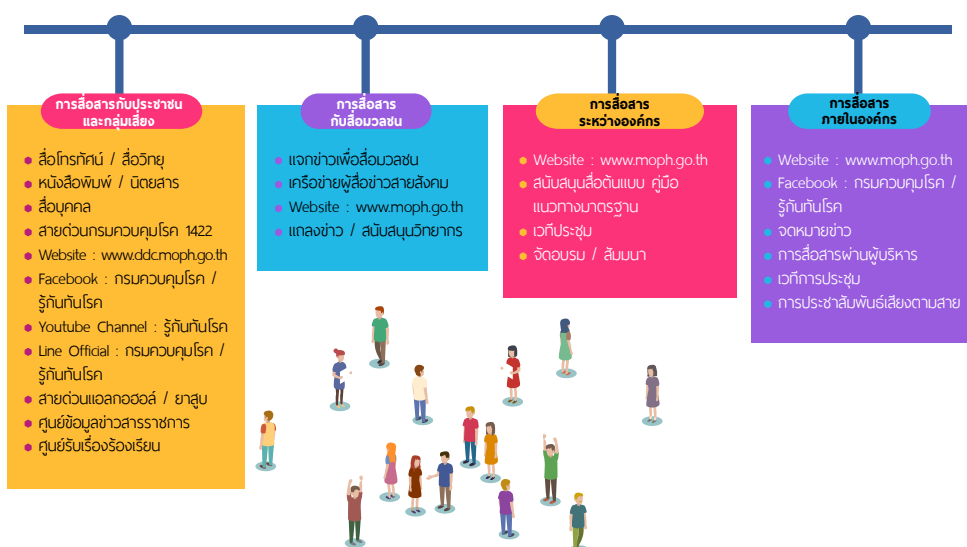 การสื่อสารกับประชาชน
และกลุ่มเสี่ยง
สื่อโทรทัศน์ / สื่อวิทยุ
หนังสือพิมพ์ / นิตยสาร
สื่อบุคคล
สายด่วนกรมควบคุมโรค 1422
Website : www.ddc.moph.go.th
Facebook : กรมควบคุมโรค /
รู้กันทันโรค
Youtube Channel : รู้กันทันโรค
Line Official : กรมควบคุมโรค /
รู้กันทันโรค
สายด่วนแอลกอฮอล์ / ยาสูบ
ศูนย์ข้อมูลข่าวสารราชการ
ศูนย์รับเรื่องร้องเรียน
การสื่อสาร
กับสื่อมวลชน
แจกข่าวเพื่อสื่อมวลชน
เครือข่ายผู้สื่อข่าวสายสังคม
Website : www.moph.go.th
แถลงข่าว / สนับสนุนวิทยากร
การสื่อสาร
ระหว่างองค์กร
Website : www.moph.go.th
สนับสนุนสื่อต้นแบบ คู่มือ
แนวทางมาตรฐาน
เวทีประชุม
จัดอบรม / สัมมนา
การสื่อสาร
ภายในองค์กร
Website : www.moph.go.th
Facebook : กรมควบคุมโรค /
รู้กันทันโรค
จดหมายข่าว
การสื่อสารผ่านผู้บริหาร
เวทีการประชุม
การประชาสัมพันธ์เสียงตามสาย